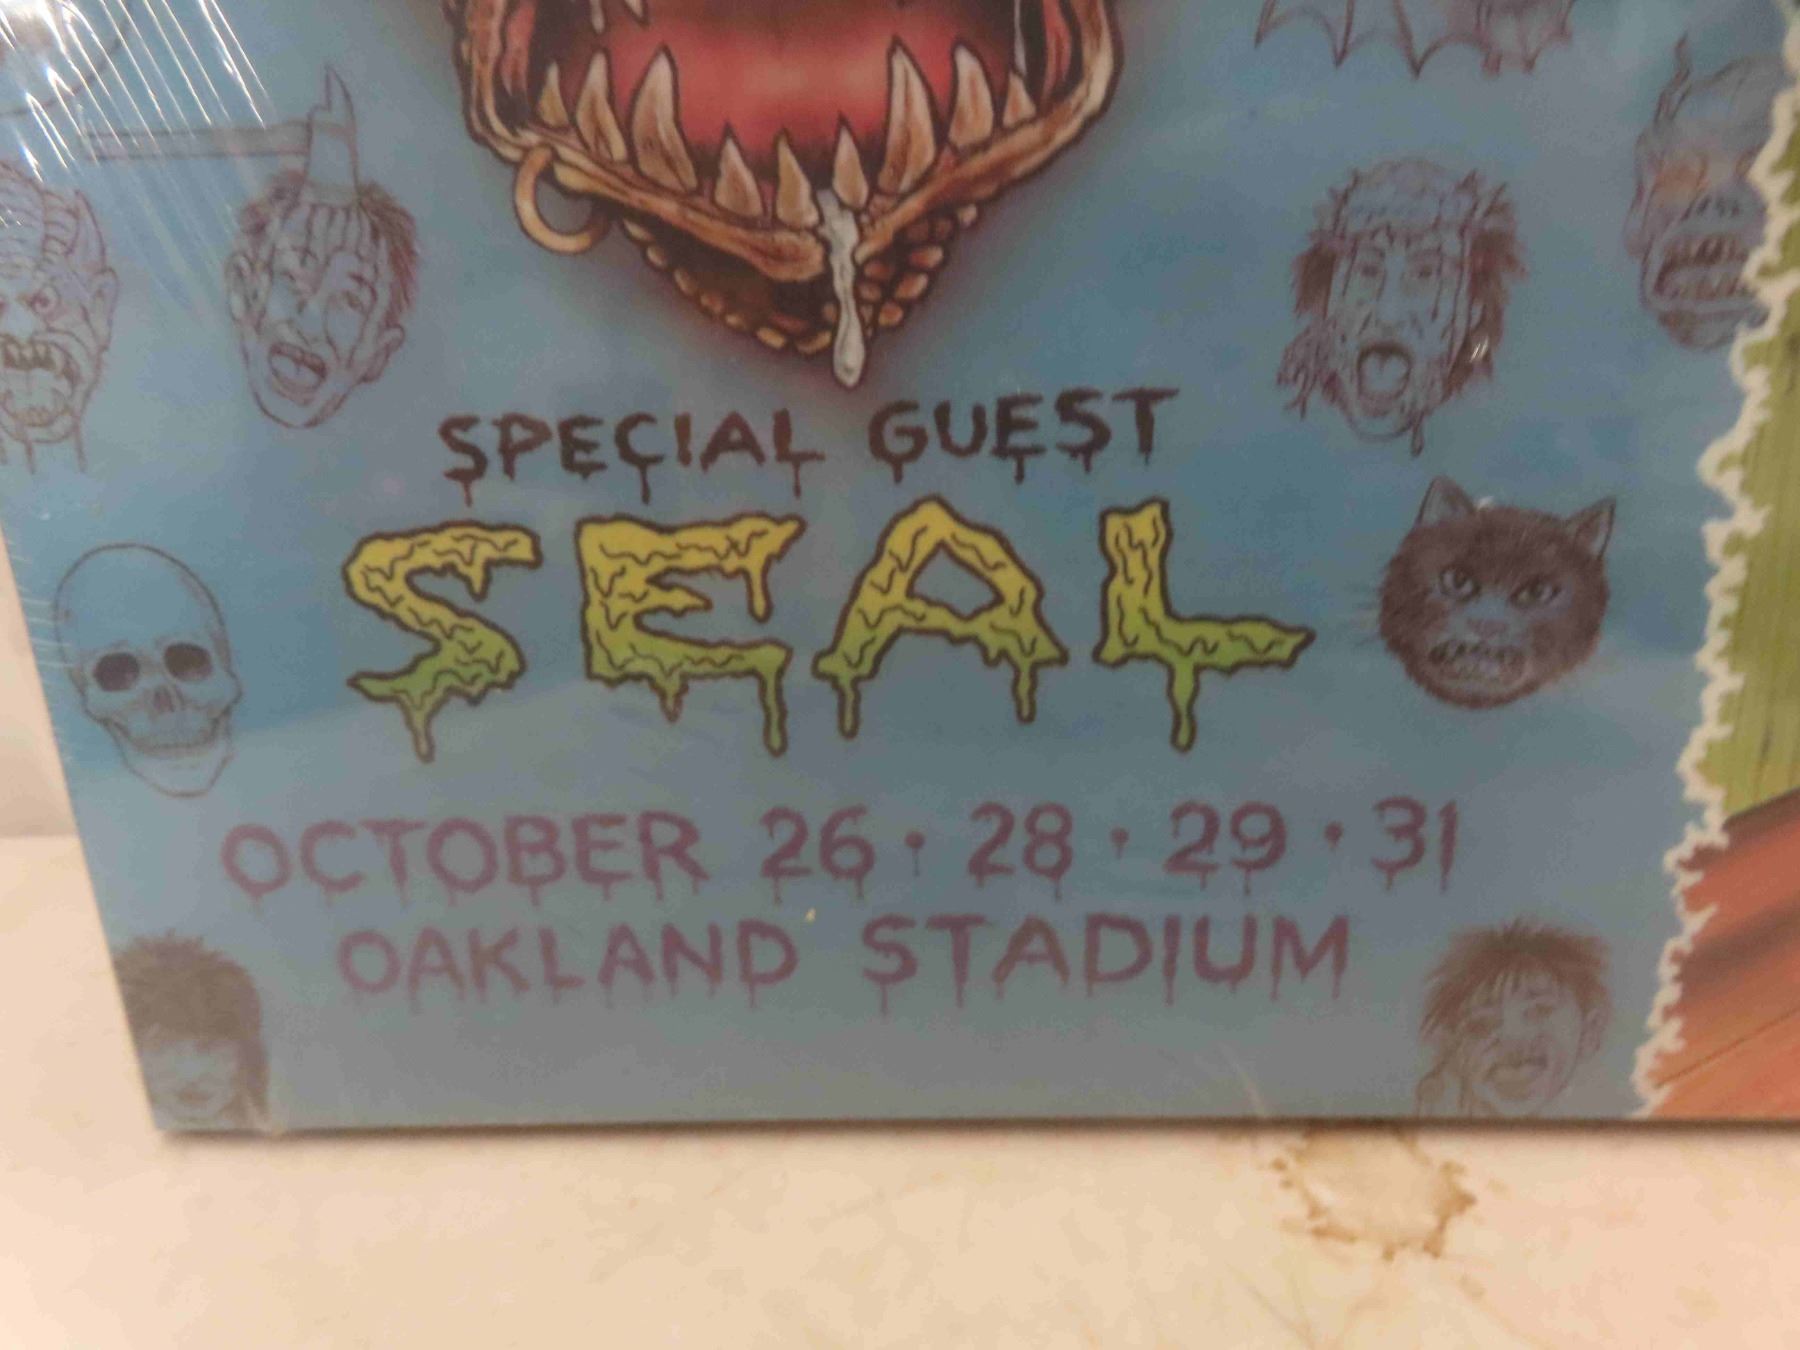 SPECIAL GUEST
SEAL
OCTOBER 26 · 28 · 29 · 31
OAKLAND STADIUM